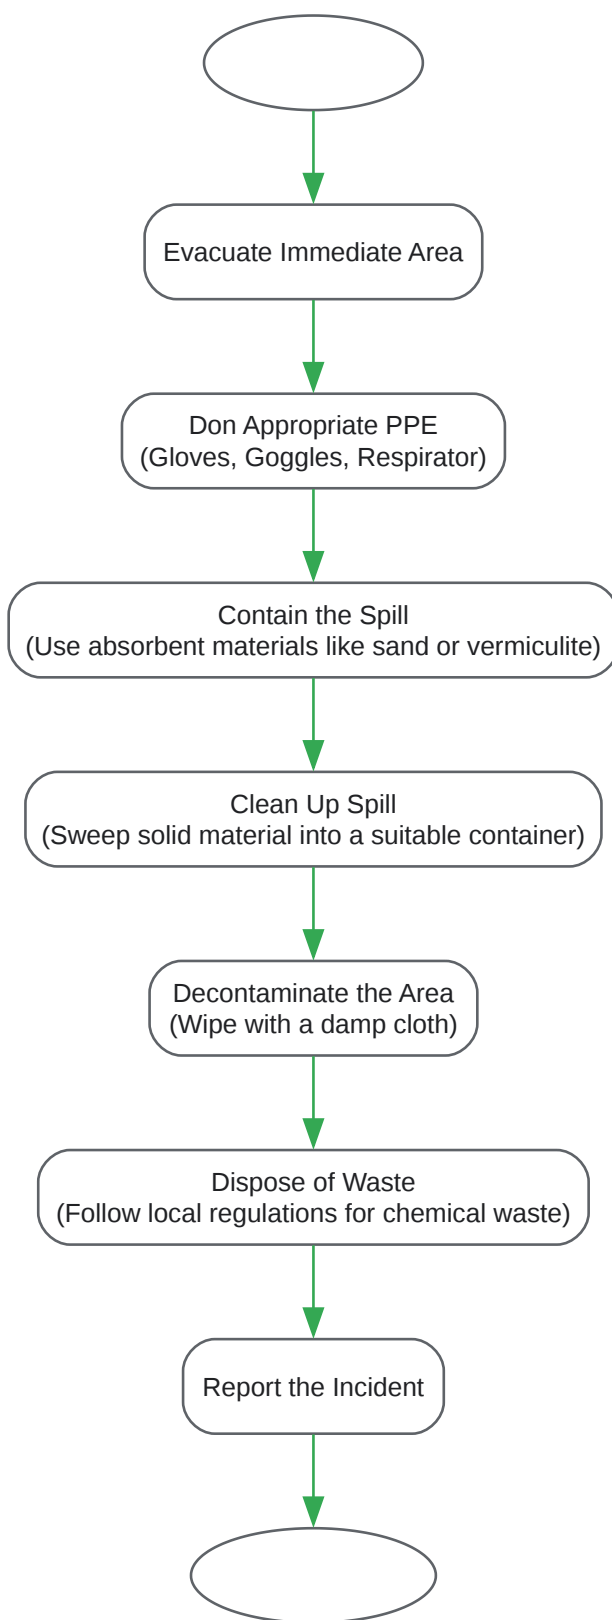 Evacuate Immediate Area
Don Appropriate PPE
(Gloves, Goggles, Respirator)
Contain the Spill
(Use absorbent materials like sand or vermiculite)
Clean Up Spill
(Sweep solid material into a suitable container)
Decontaminate the Area
(Wipe with a damp cloth)
Dispose of Waste
(Follow local regulations for chemical waste)
Report the Incident